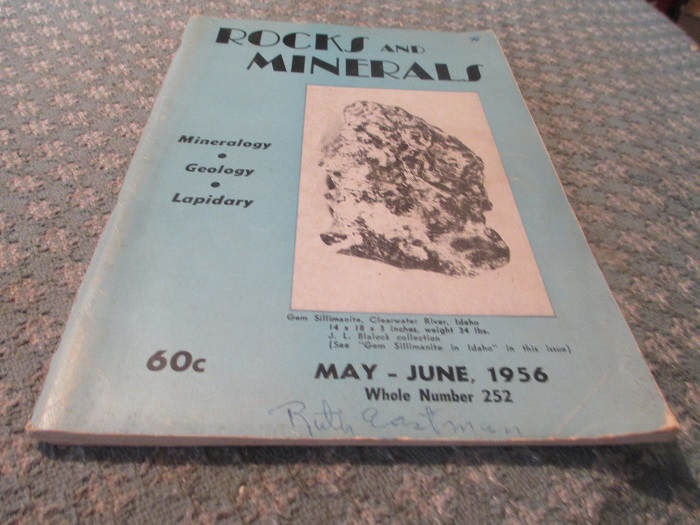 ROCKS AND
MINERALS
Mineralogy
•
Geology
•
Lapidary
Gem Sillimanite, Clearwater River, Idaho
14 x 18 x 3 inches, weight 34 lbs.
J. L. Blalock collection
(See "Gem Sillimanite in Idaho" in this issue)
60c
MAY - JUNE, 1956
Whole Number 252
Ruth Eastman